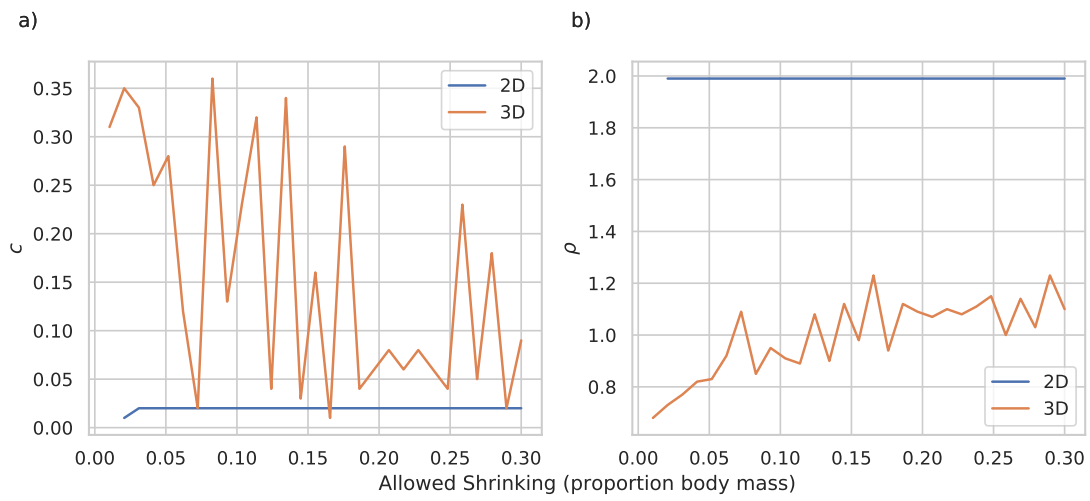 a)
b)
0.35
0.30
0.25
0.20
0.15
0.10
0.05
0.00
c
2D
3D
0.00 0.05 0.10 0.15 0.20 0.25 0.30
2.0
1.8
1.6
1.4
1.2
1.0
0.8
ρ
2D
3D
0.00 0.05 0.10 0.15 0.20 0.25 0.30
Allowed Shrinking (proportion body mass)